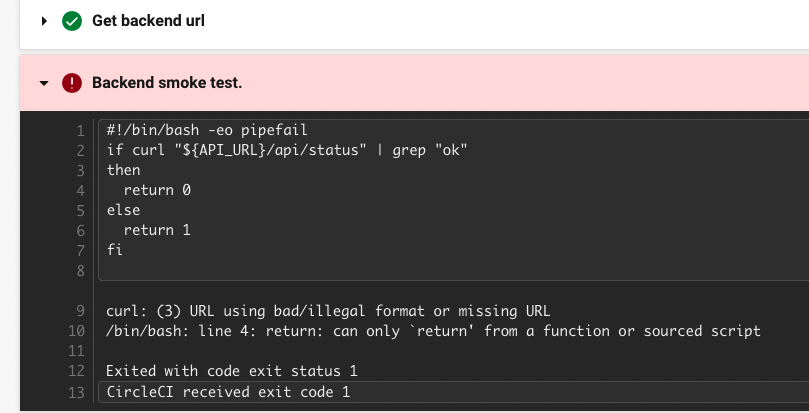 Get backend url
Backend smoke test.
1 #!/bin/bash -eo pipefail
2 if curl "${API_URL}/api/status" | grep "ok"
3 then
4   return 0
5 else
6   return 1
7 fi
8
9 curl: (3) URL using bad/illegal format or missing URL
10 /bin/bash: line 4: return: can only `return' from a function or sourced script
11
12 Exited with code exit status 1
13 CircleCI received exit code 1